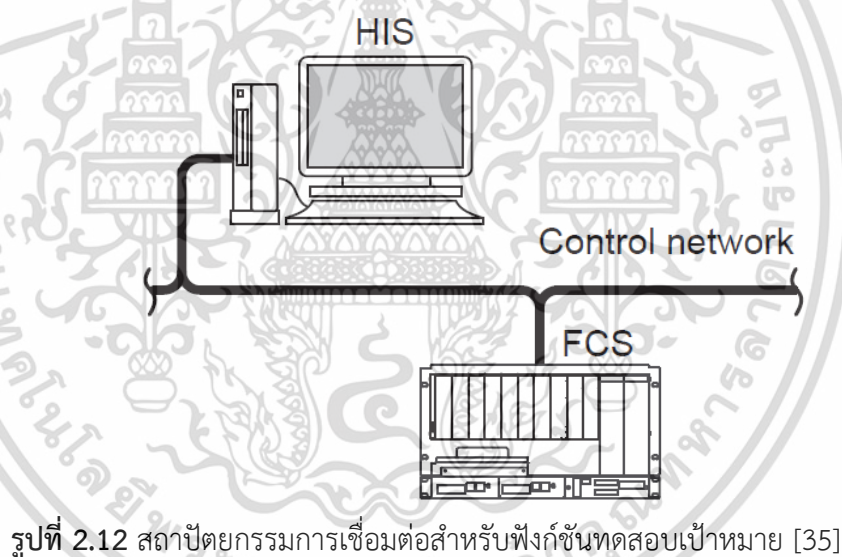 HIS
Control network
FCS
รูปที่ 2.12 สถาปัตยกรรมการเชื่อมต่อสำหรับฟังก์ชันทดสอบเป้าหมาย [35]